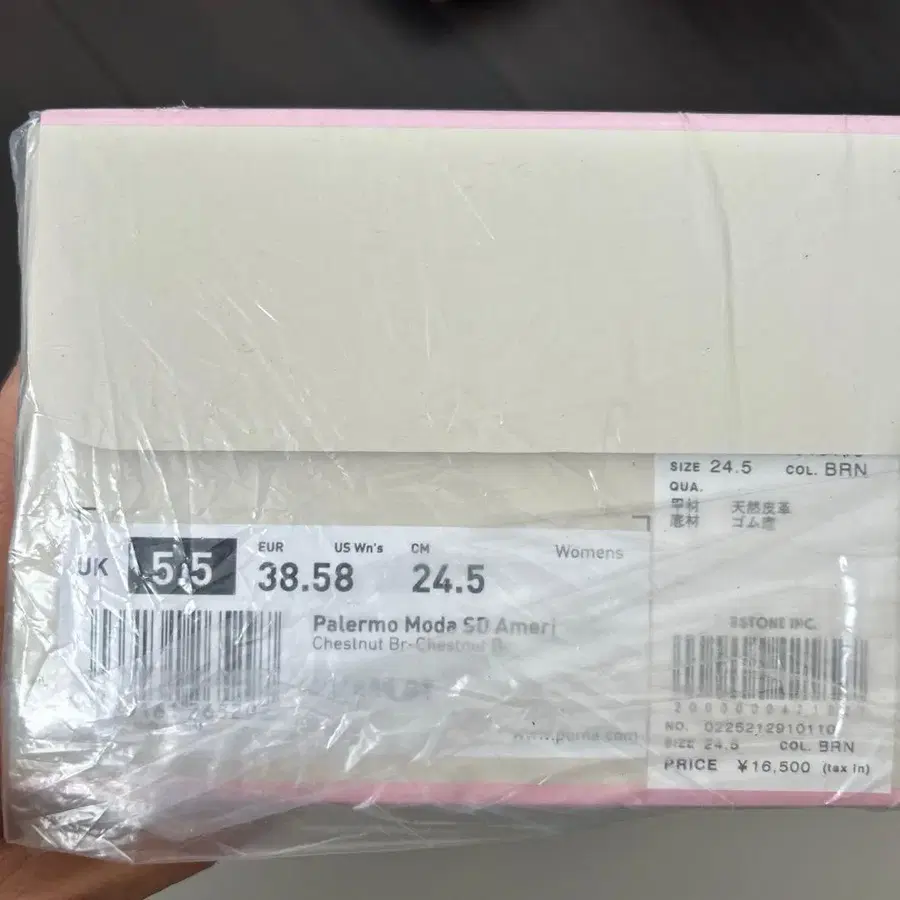 UK 5.5
EUR US Wn's CM Womens
38.58 24.5
Palermo Moda SD Ameri
Chestnut Br-Chestnut B
www.puma.com
SIZE 24.5 COL. BRN
QUA.
甲材 天然皮革
底材 ゴム底
BSTONE INC.
NO. 0225212910110
SIZE 24.5 COL. BRN
PRICE ¥16,500 (tax in)